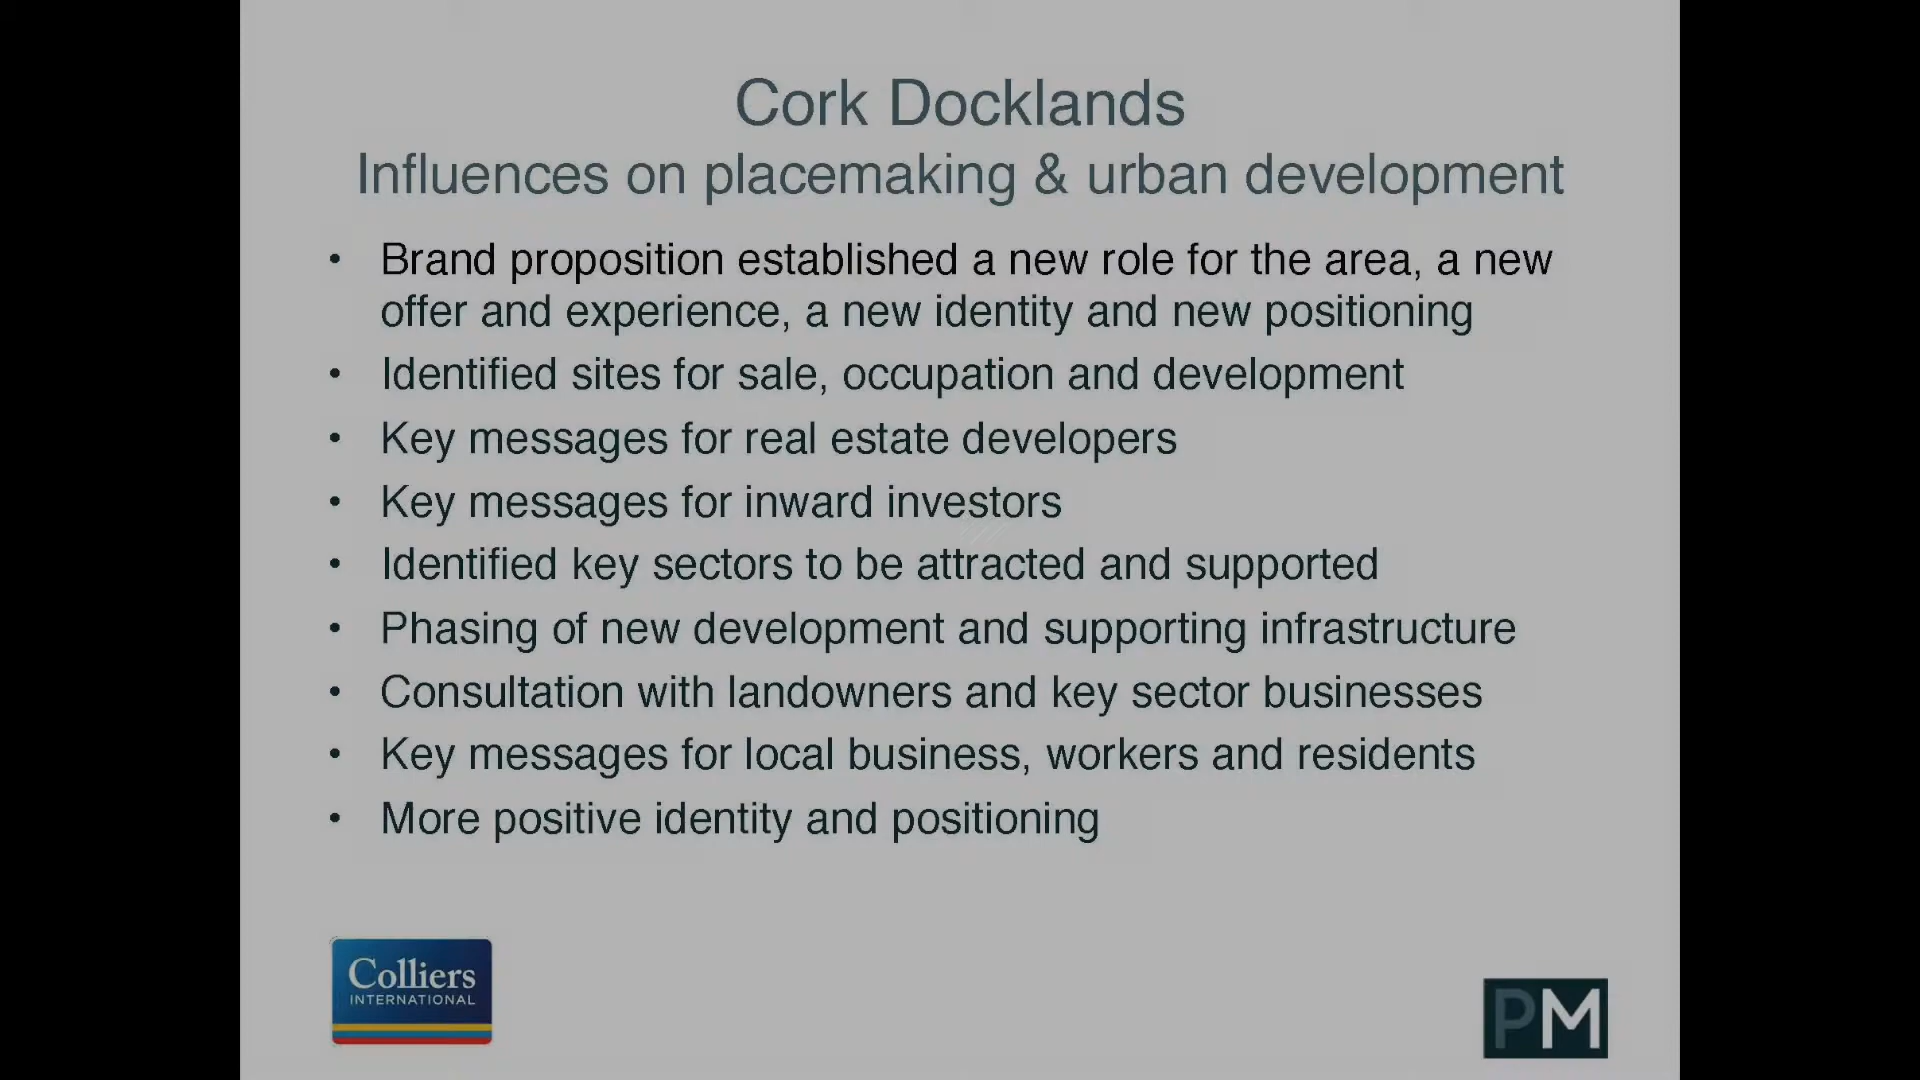 Cork Docklands
Influences on placemaking & urban development
• Brand proposition established a new role for the area, a new
offer and experience, a new identity and new positioning
• Identified sites for sale, occupation and development
• Key messages for real estate developers
• Key messages for inward investors
• Identified key sectors to be attracted and supported
• Phasing of new development and supporting infrastructure
• Consultation with landowners and key sector businesses
• Key messages for local business, workers and residents
• More positive identity and positioning
Colliers
INTERNATIONAL
PM